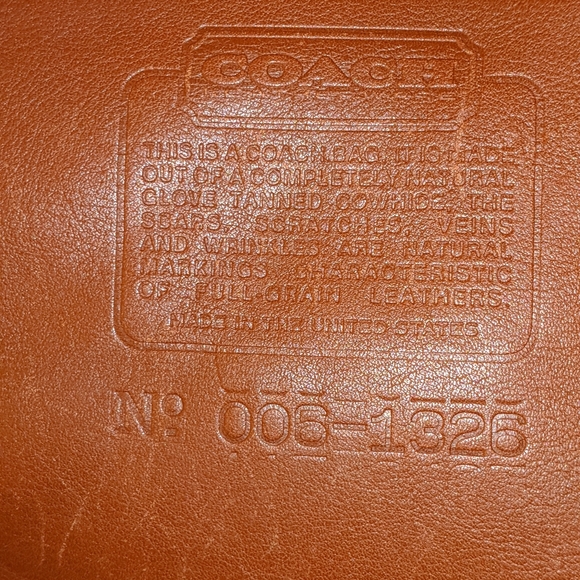 COACH
THIS IS A COACH BAG. IT IS MADE
OUT OF A COMPLETELY NATURAL
GLOVE TANNED COWHIDE. THE
SCARS, SCRATCHES, VEINS
AND WRINKLES ARE NATURAL
MARKINGS CHARACTERISTIC
OF FULL-GRAIN LEATHERS.
MADE IN THE UNITED STATES
No 006-1326